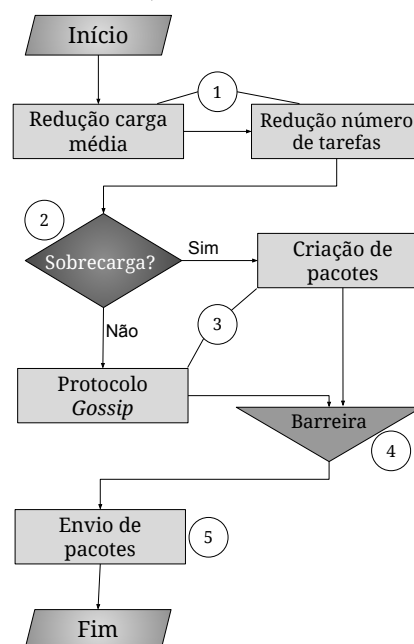 Início
1
Redução carga
média
Redução número
de tarefas
2
Sobrecarga?
Sim
Criação de
pacotes
Não
3
Protocolo
Gossip
Barreira
4
Envio de
pacotes
5
Fim